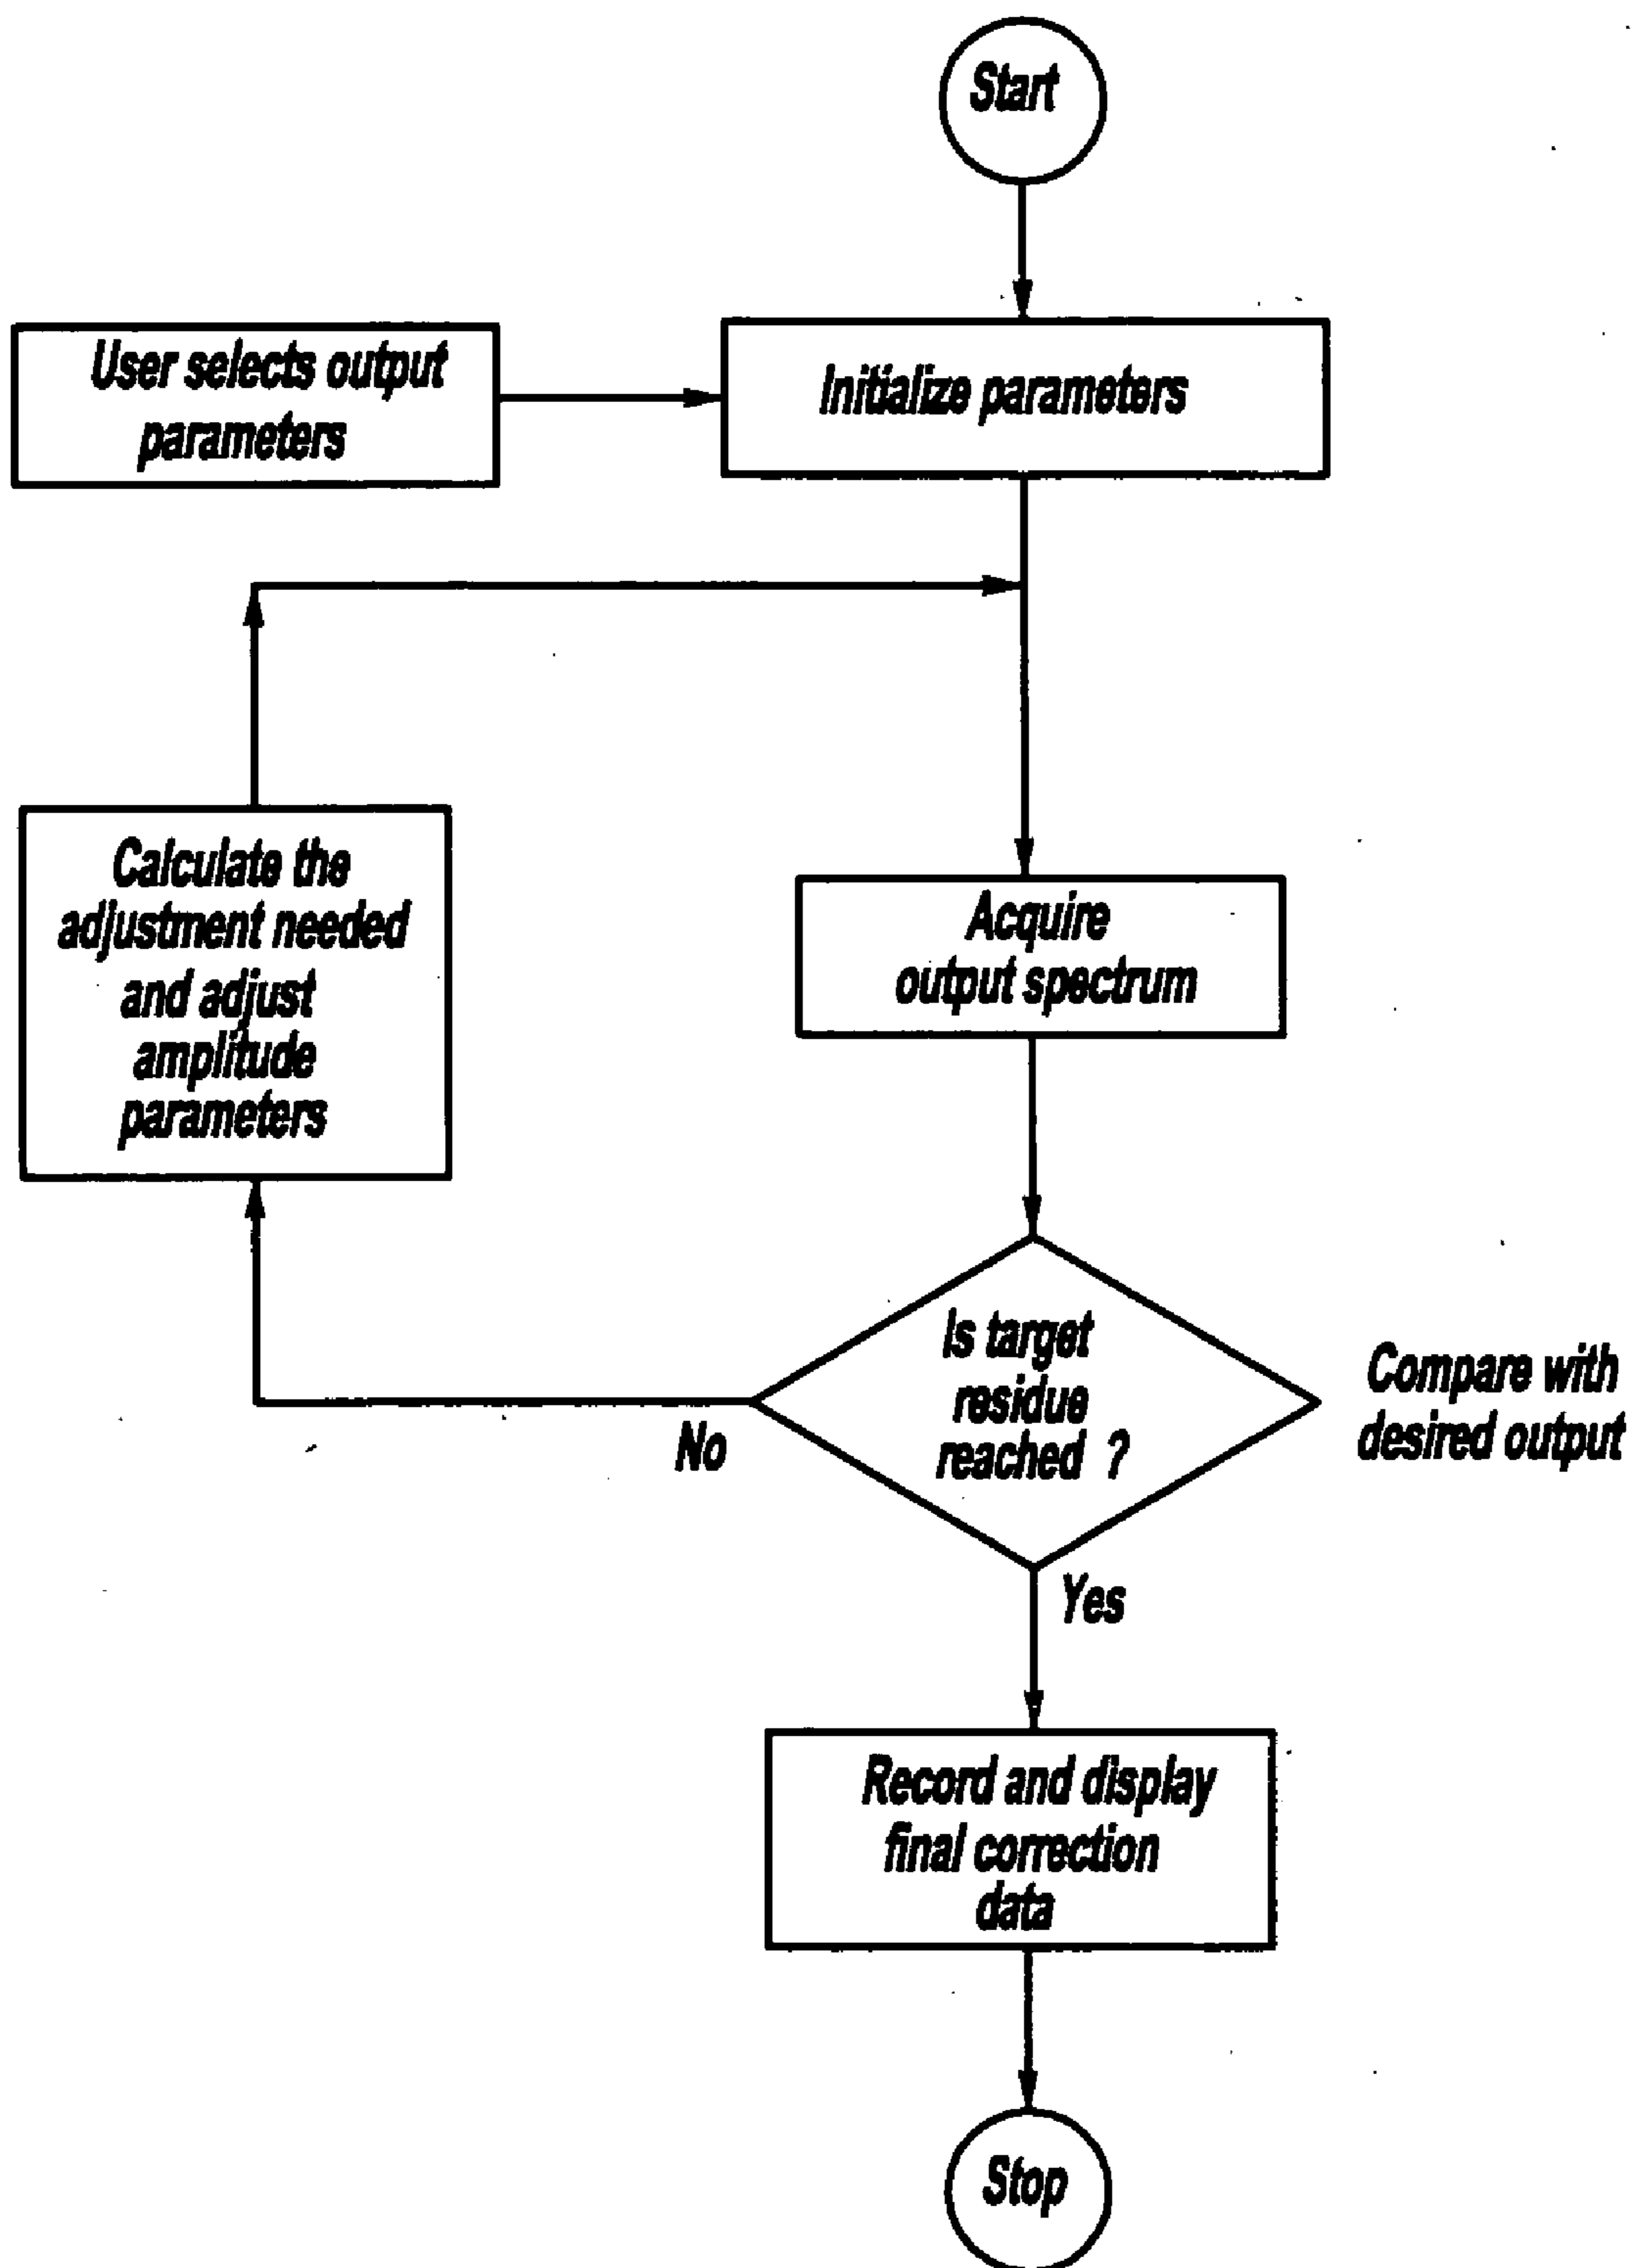 Start
User selects output
parameters
Initialize parameters
Calculate the
adjustment needed
and adjust
amplitude
parameters
Acquire
output spectrum
Is target
residue
reached ?
Compare with
desired output
No
Yes
Record and display
final correction
data
Stop